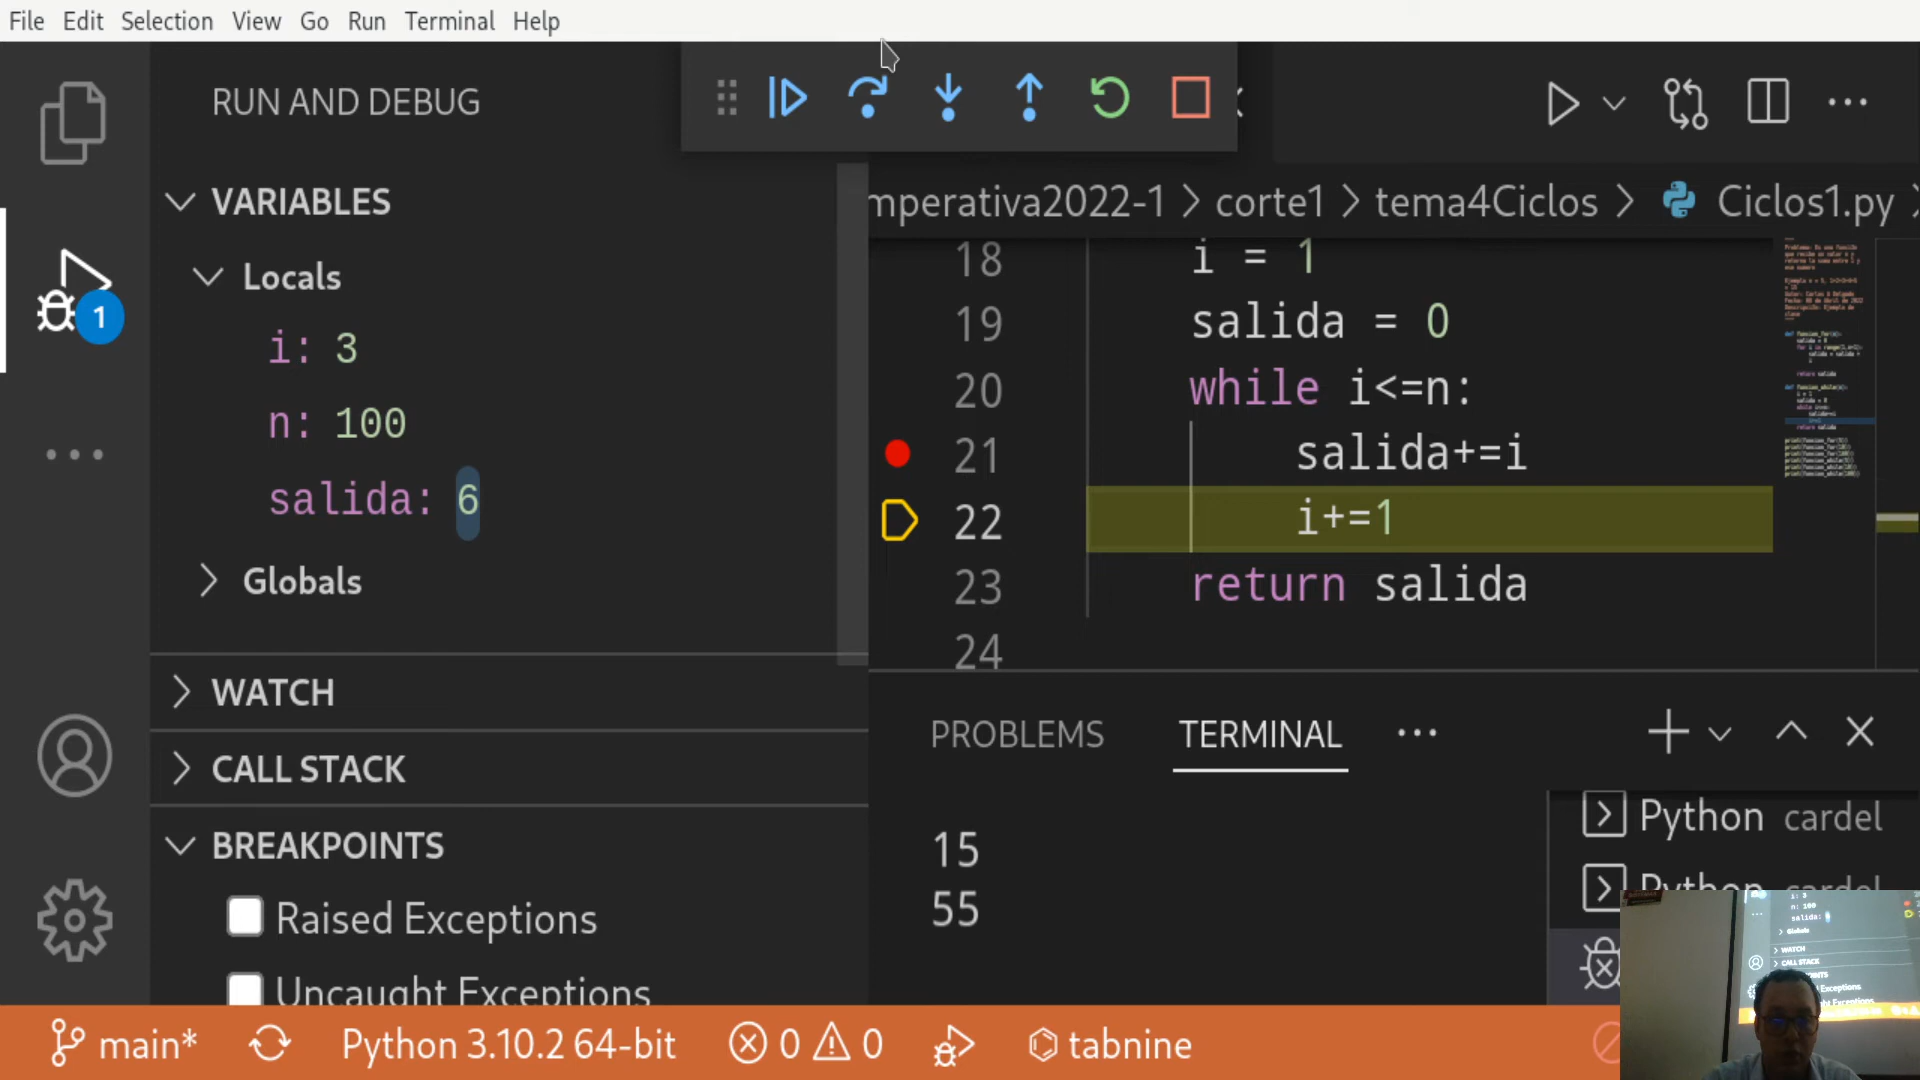 File Edit Selection View Go Run Terminal Help
RUN AND DEBUG
VARIABLES
Locals
i: 3
n: 100
salida: 6
Globals
WATCH
CALL STACK
BREAKPOINTS
Raised Exceptions
Uncaught Exceptions
1
mperativa2022-1 > corte1 > tema4Ciclos > Ciclos1.py
18 i = 1
19 salida = 0
20 while i<=n:
21 salida+=i
22 i+=1
23 return salida
24
PROBLEMS TERMINAL ...
15
55
Python cardel
Python cardel
main* Python 3.10.2 64-bit 0 0 tabnine